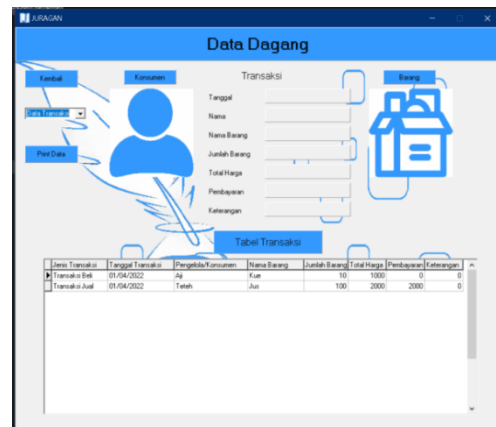 JURAGAN
Data Dagang
Kembali
Konsumen
Transaksi
Barang
Data Transaksi
Print Data
Tanggal
Nama
Nama Barang
Jumlah Barang
Total Harga
Pembayaran
Keterangan
Tabel Transaksi
Jenis Transaksi Tanggal Transaksi Pengelola/Konsumen Nama Barang Jumlah Barang Total Harga Pembayaran Keterangan
Transaksi Beli 01/04/2022 Aji Kue 10 1000 0 0
Transaksi Jual 01/04/2022 Teteh Jus 100 2000 2000 0